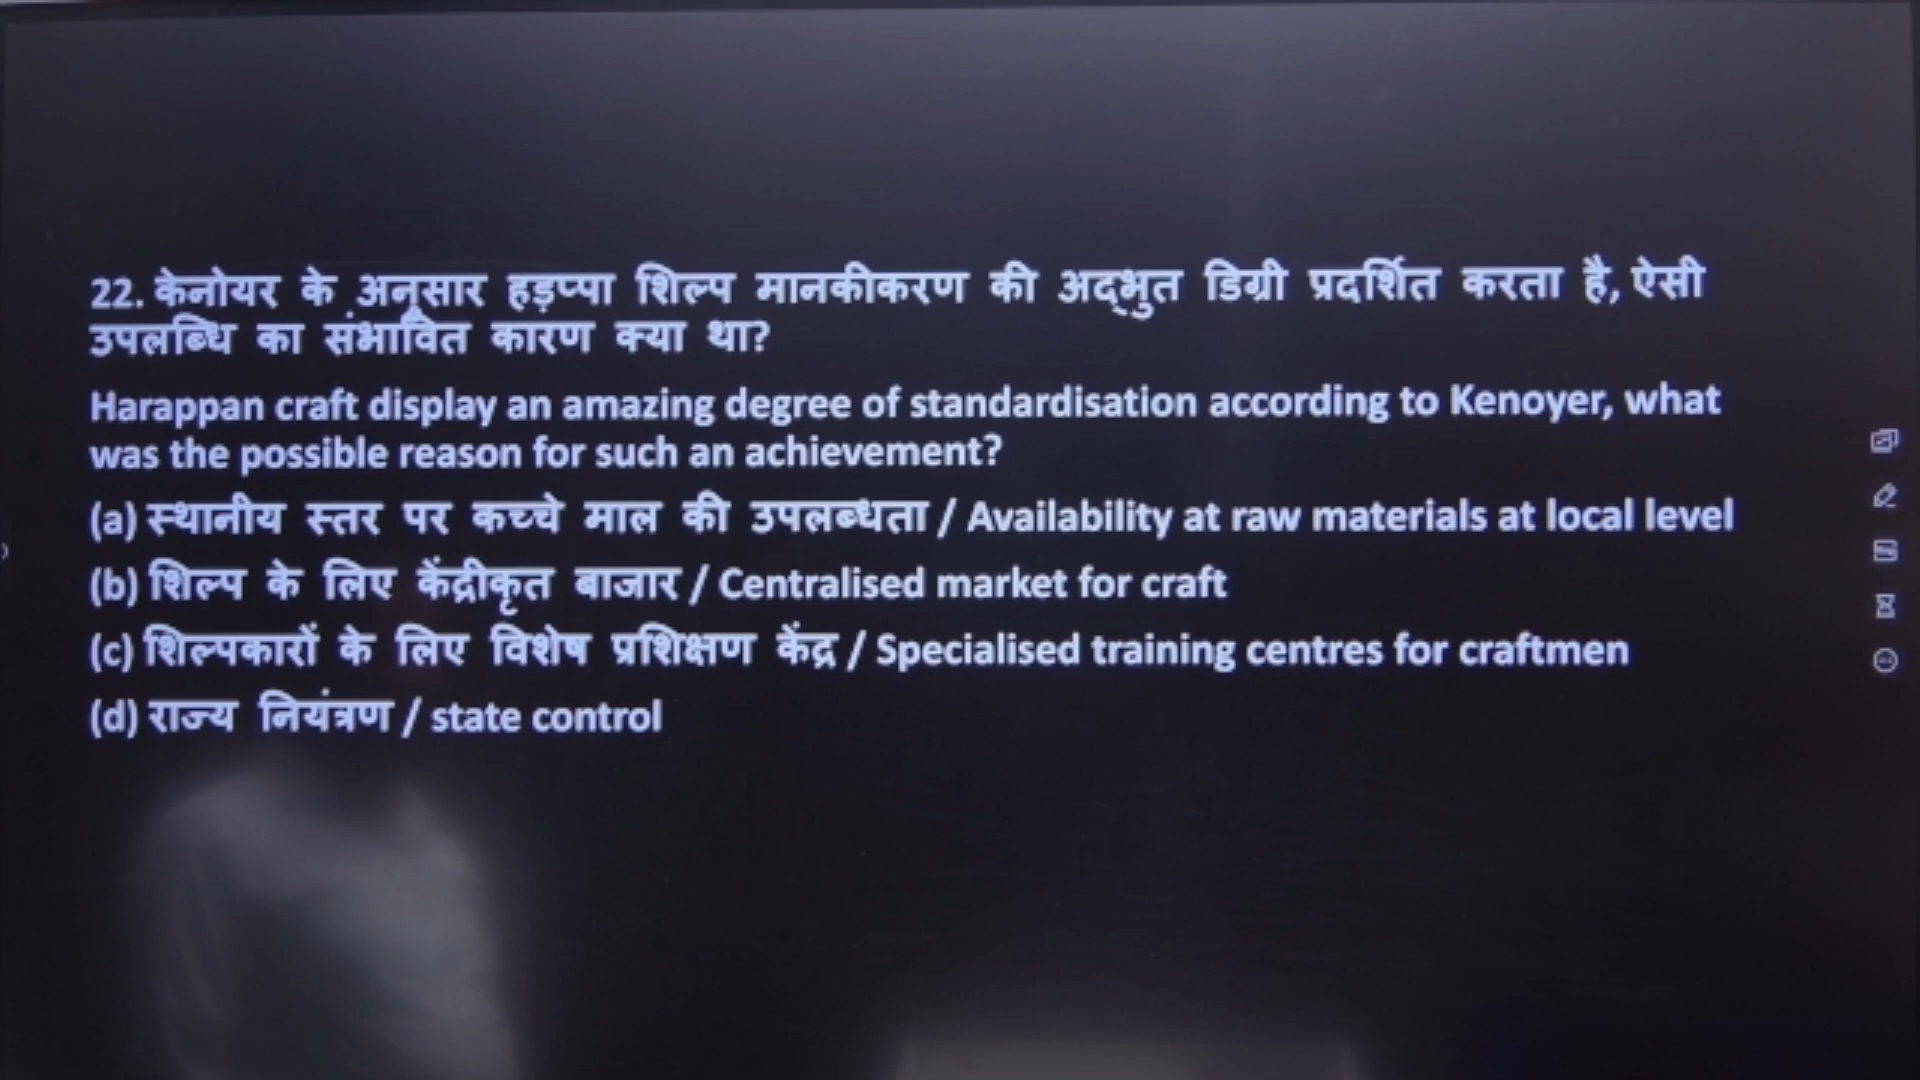 22. केनोयर के अनुसार हड़प्पा शिल्प मानकीकरण की अद्भुत डिग्री प्रदर्शित करता है, ऐसी
उपलब्धि का संभावित कारण क्या था?
Harappan craft display an amazing degree of standardisation according to Kenoyer, what
was the possible reason for such an achievement?
(a) स्थानीय स्तर पर कच्चे माल की उपलब्धता / Availability at raw materials at local level
(b) शिल्प के लिए केंद्रीकृत बाजार / Centralised market for craft
(c) शिल्पकारों के लिए विशेष प्रशिक्षण केंद्र / Specialised training centres for craftmen
(d) राज्य नियंत्रण / state control